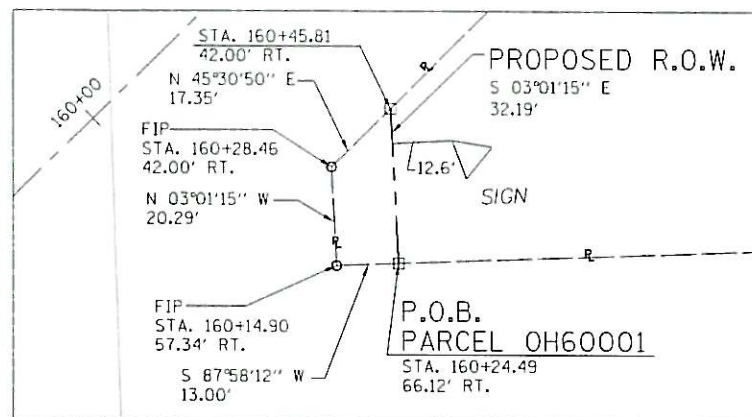 STA. 160+45.81
42.00' RT.
N 45°30'50" E
17.35'
PROPOSED R.O.W.
S 03°01'15" E
32.19'
160+00
FIP
STA. 160+28.46
42.00' RT.
12.6'
SIGN
N 03°01'15" W
20.29'
FIP
STA. 160+14.90
57.34' RT.
S 87°58'12" W
13.00'
P.O.B.
PARCEL OH60001
STA. 160+24.49
66.12' RT.